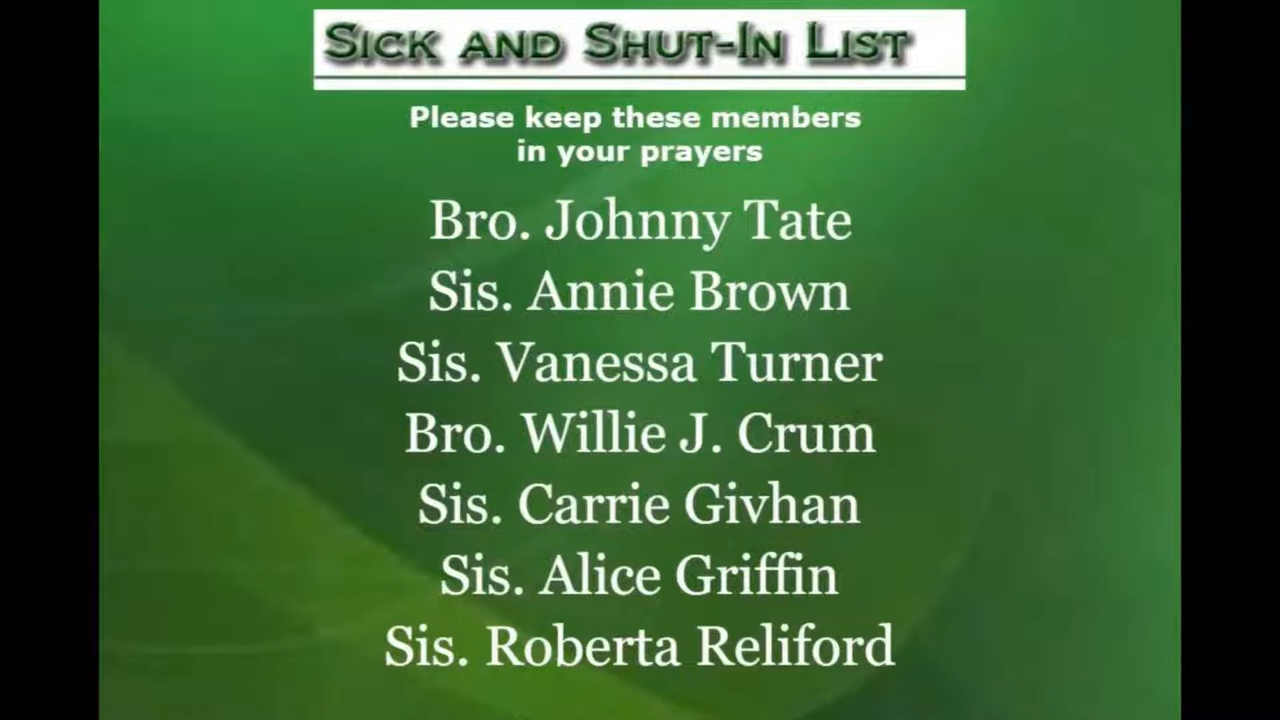 Sick and Shut-In List
Please keep these members
in your prayers
Bro. Johnny Tate
Sis. Annie Brown
Sis. Vanessa Turner
Bro. Willie J. Crum
Sis. Carrie Givhan
Sis. Alice Griffin
Sis. Roberta Reliford